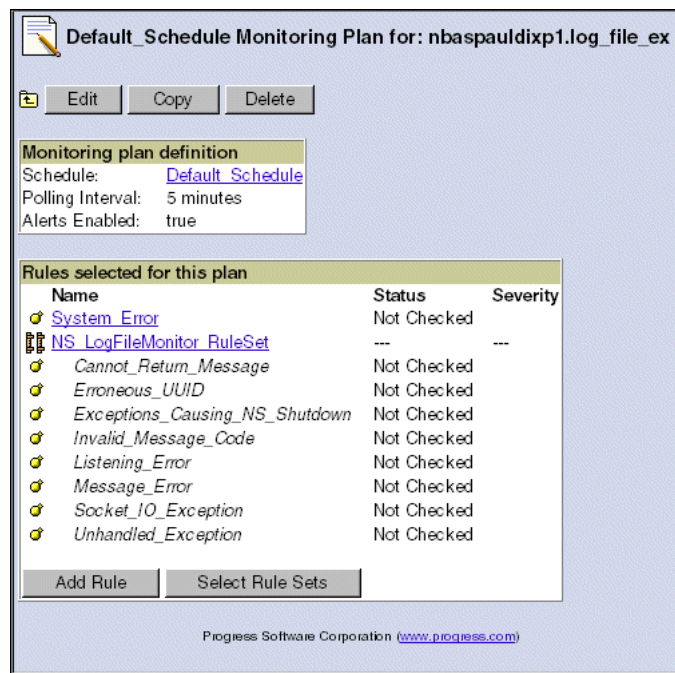 Default_Schedule Monitoring Plan for: nbaspauldixp1.log_file_ex
Edit Copy Delete
Monitoring plan definition
Schedule: Default_Schedule
Polling Interval: 5 minutes
Alerts Enabled: true
Rules selected for this plan
Name Status Severity
System_Error Not Checked
NS_LogFileMonitor_RuleSet --- ---
Cannot_Return_Message Not Checked
Erroneous_UUID Not Checked
Exceptions_Causing_NS_Shutdown Not Checked
Invalid_Message_Code Not Checked
Listening_Error Not Checked
Message_Error Not Checked
Socket_IO_Exception Not Checked
Unhandled_Exception Not Checked
Add Rule Select Rule Sets
Progress Software Corporation (www.progress.com)